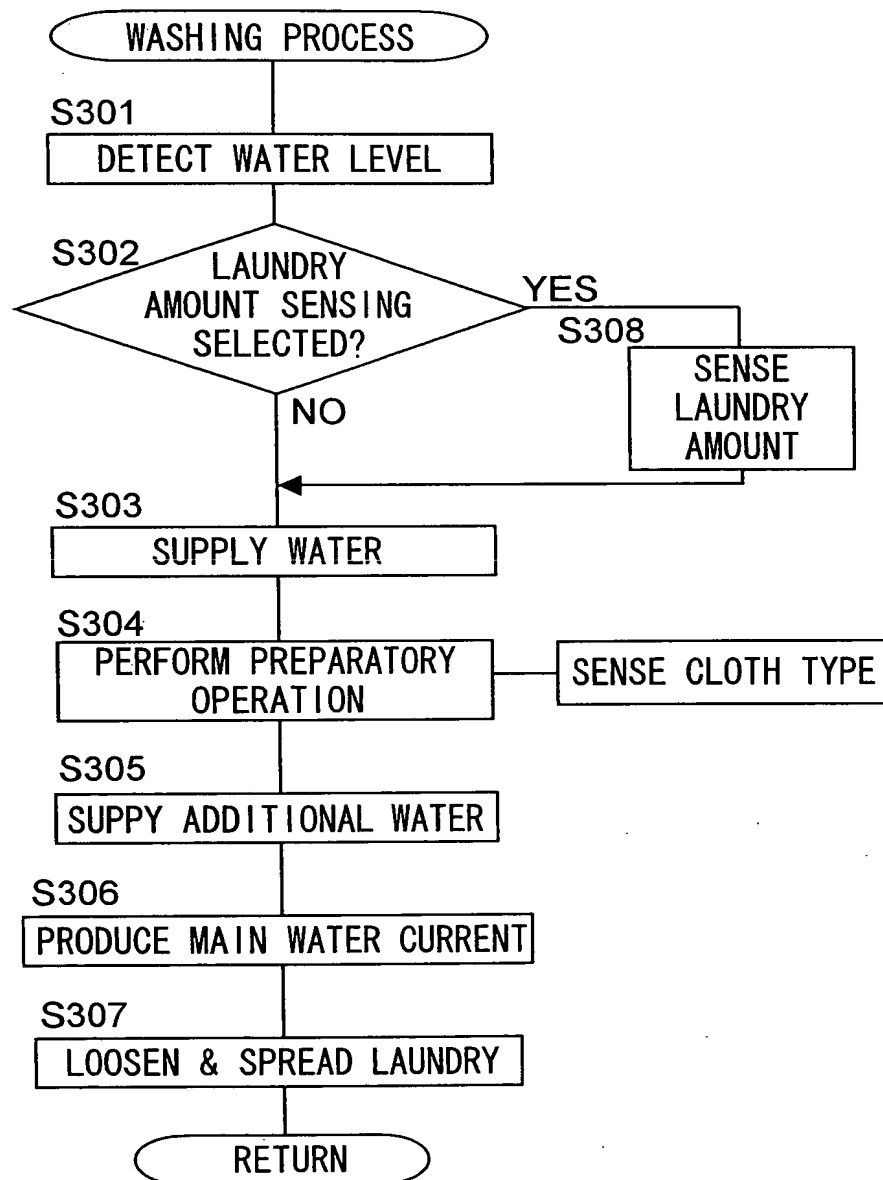 WASHING PROCESS
S301
DETECT WATER LEVEL
S302
LAUNDRY
AMOUNT SENSING
SELECTED?
YES
S308
SENSE
LAUNDRY
AMOUNT
NO
S303
SUPPLY WATER
S304
PERFORM PREPARATORY
OPERATION
SENSE CLOTH TYPE
S305
SUPPY ADDITIONAL WATER
S306
PRODUCE MAIN WATER CURRENT
S307
LOOSEN & SPREAD LAUNDRY
RETURN